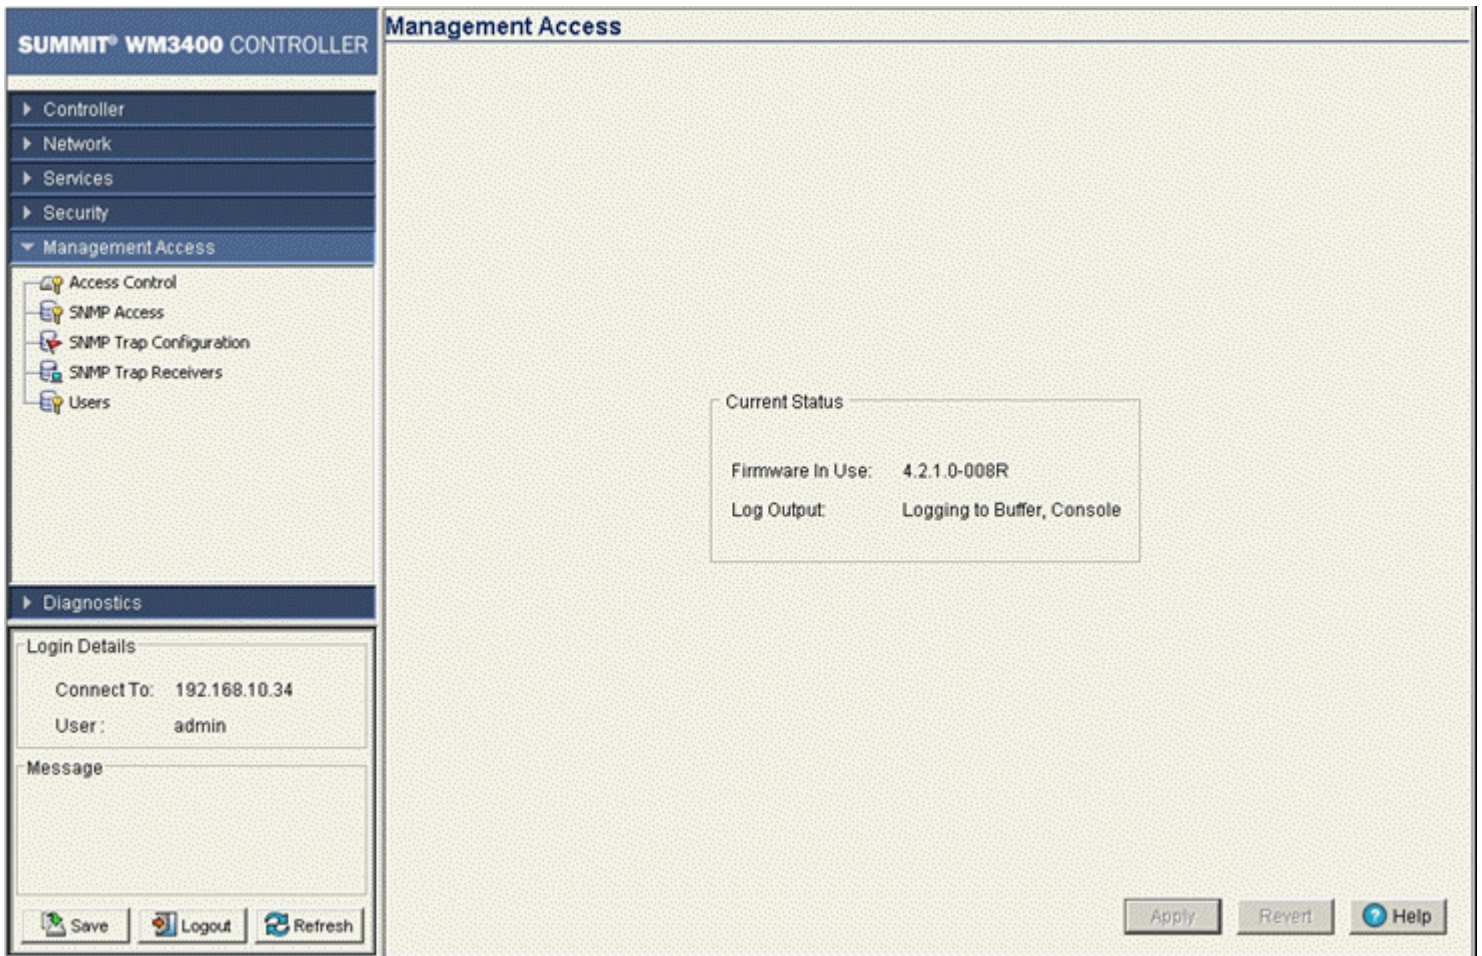 SUMMIT® WM3400 CONTROLLER
Controller
Network
Services
Security
Management Access
Access Control
SNMP Access
SNMP Trap Configuration
SNMP Trap Receivers
Users
Diagnostics
Login Details
Connect To: 192.168.10.34
User : admin
Message
Save Logout Refresh
Management Access
Current Status
Firmware In Use: 4.2.1.0-008R
Log Output: Logging to Buffer, Console
Apply Revert ? Help